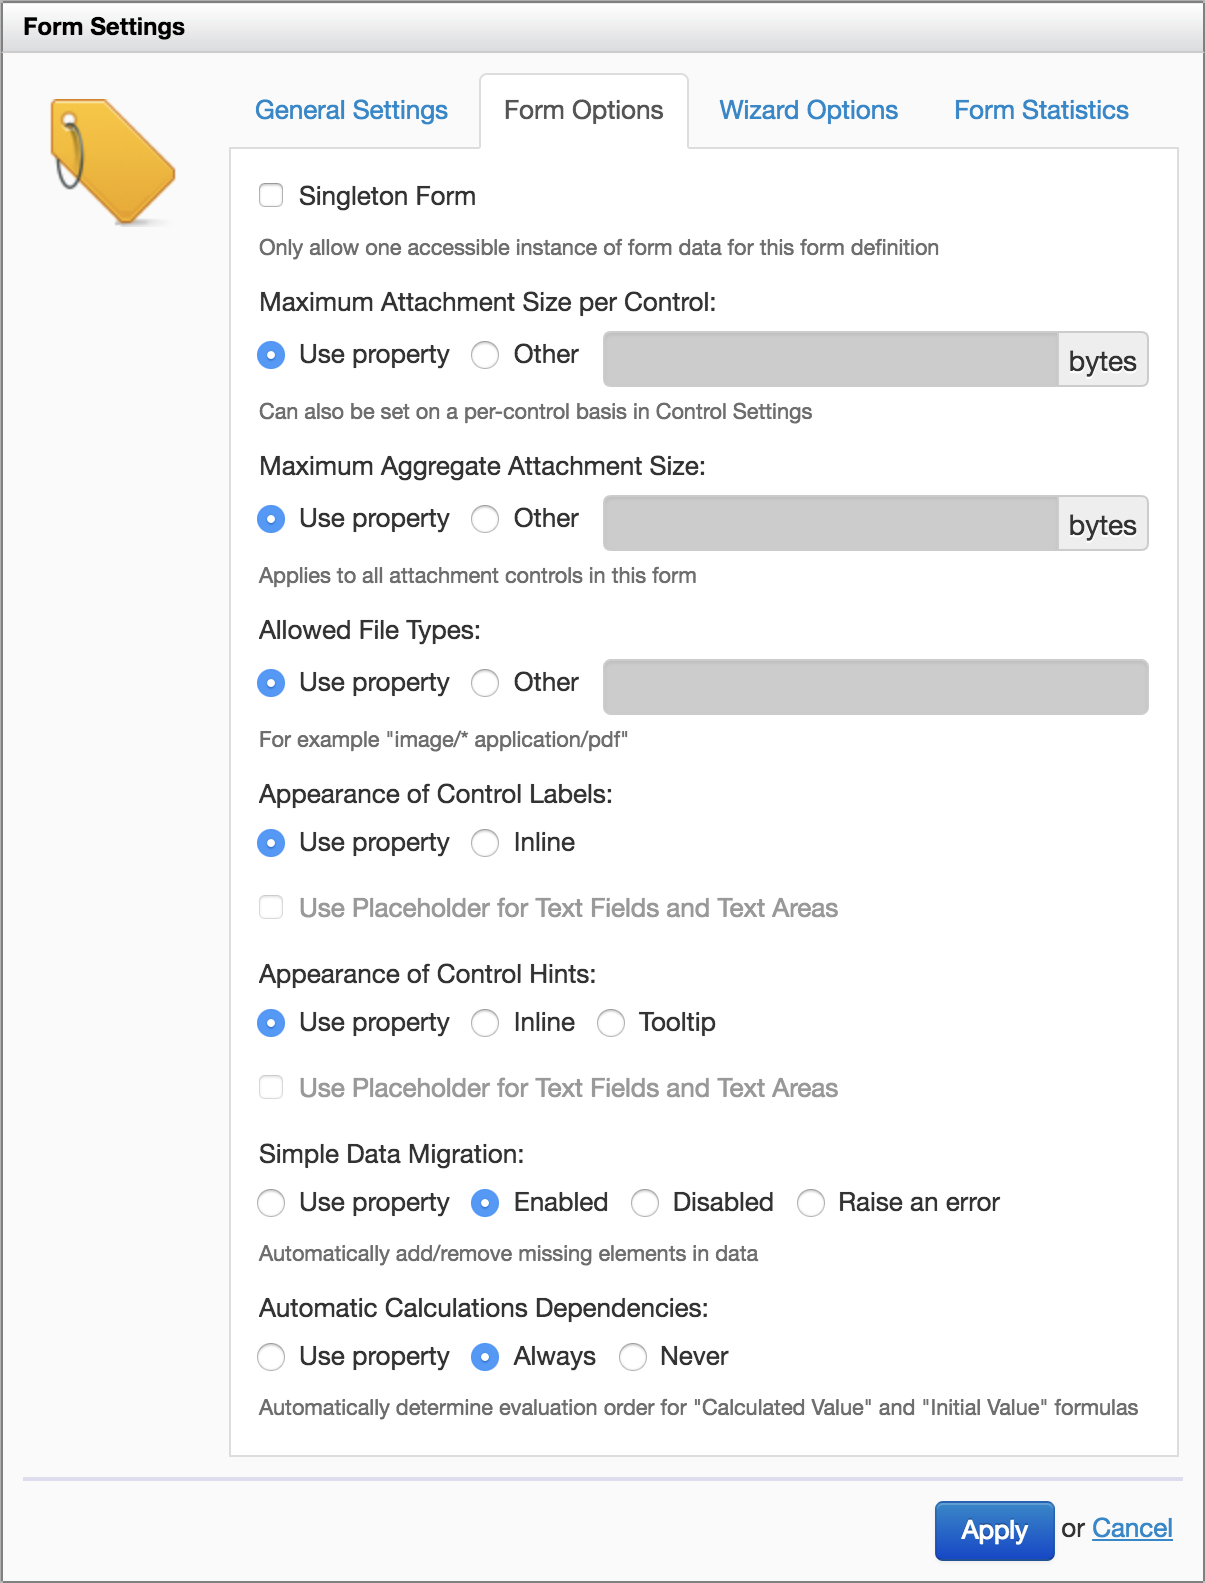 Form Settings
General Settings Form Options Wizard Options Form Statistics
Singleton Form
Only allow one accessible instance of form data for this form definition
Maximum Attachment Size per Control:
Use property Other bytes
Can also be set on a per-control basis in Control Settings
Maximum Aggregate Attachment Size:
Use property Other bytes
Applies to all attachment controls in this form
Allowed File Types:
Use property Other
For example "image/* application/pdf"
Appearance of Control Labels:
Use property Inline
Use Placeholder for Text Fields and Text Areas
Appearance of Control Hints:
Use property Inline Tooltip
Use Placeholder for Text Fields and Text Areas
Simple Data Migration:
Use property Enabled Disabled Raise an error
Automatically add/remove missing elements in data
Automatic Calculations Dependencies:
Use property Always Never
Automatically determine evaluation order for "Calculated Value" and "Initial Value" formulas
Apply or Cancel